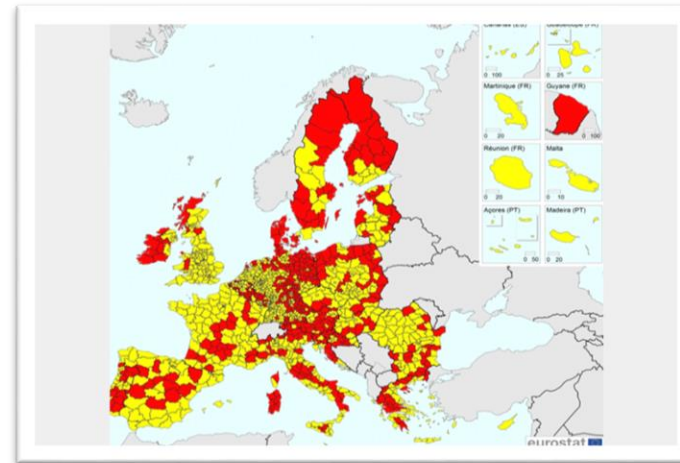 Canarias (ES)
Guadeloupe (FR)
0 100
0 25
Martinique (FR)
Guyane (FR)
0 20
0 100
Réunion (FR)
Malta
0 20
0 10
Açores (PT)
Madeira (PT)
0 50
0 20
eurostat